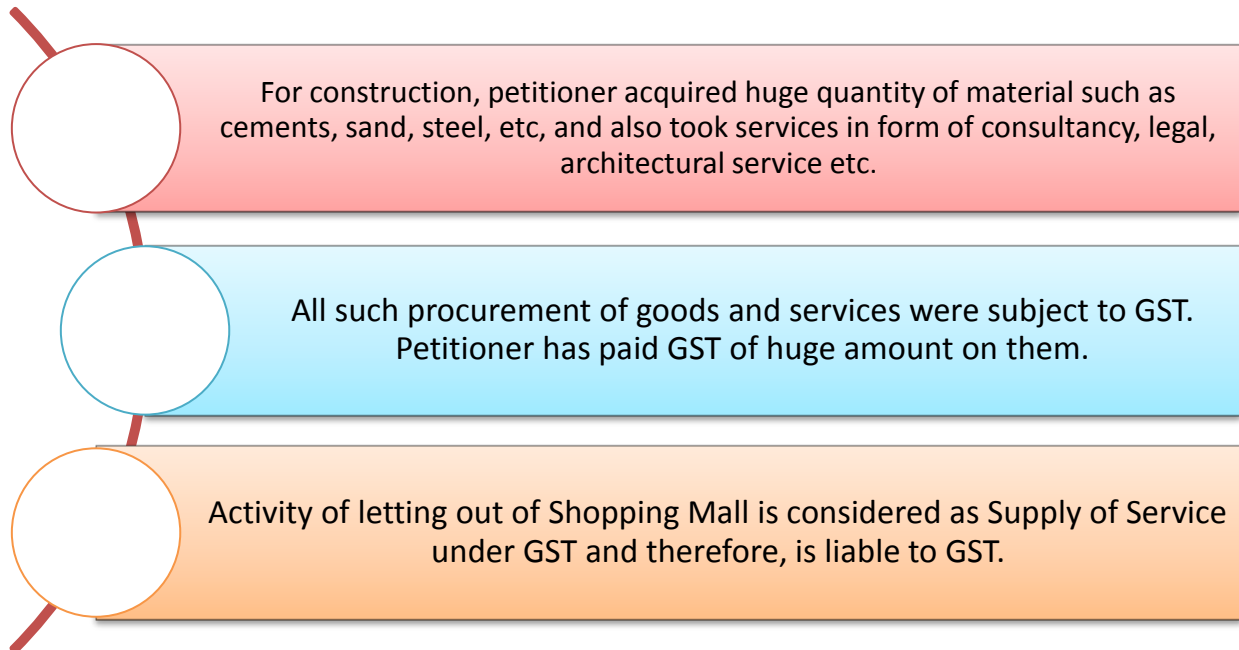 For construction, petitioner acquired huge quantity of material such as
cements, sand, steel, etc, and also took services in form of consultancy, legal,
architectural service etc.
All such procurement of goods and services were subject to GST.
Petitioner has paid GST of huge amount on them.
Activity of letting out of Shopping Mall is considered as Supply of Service
under GST and therefore, is liable to GST.